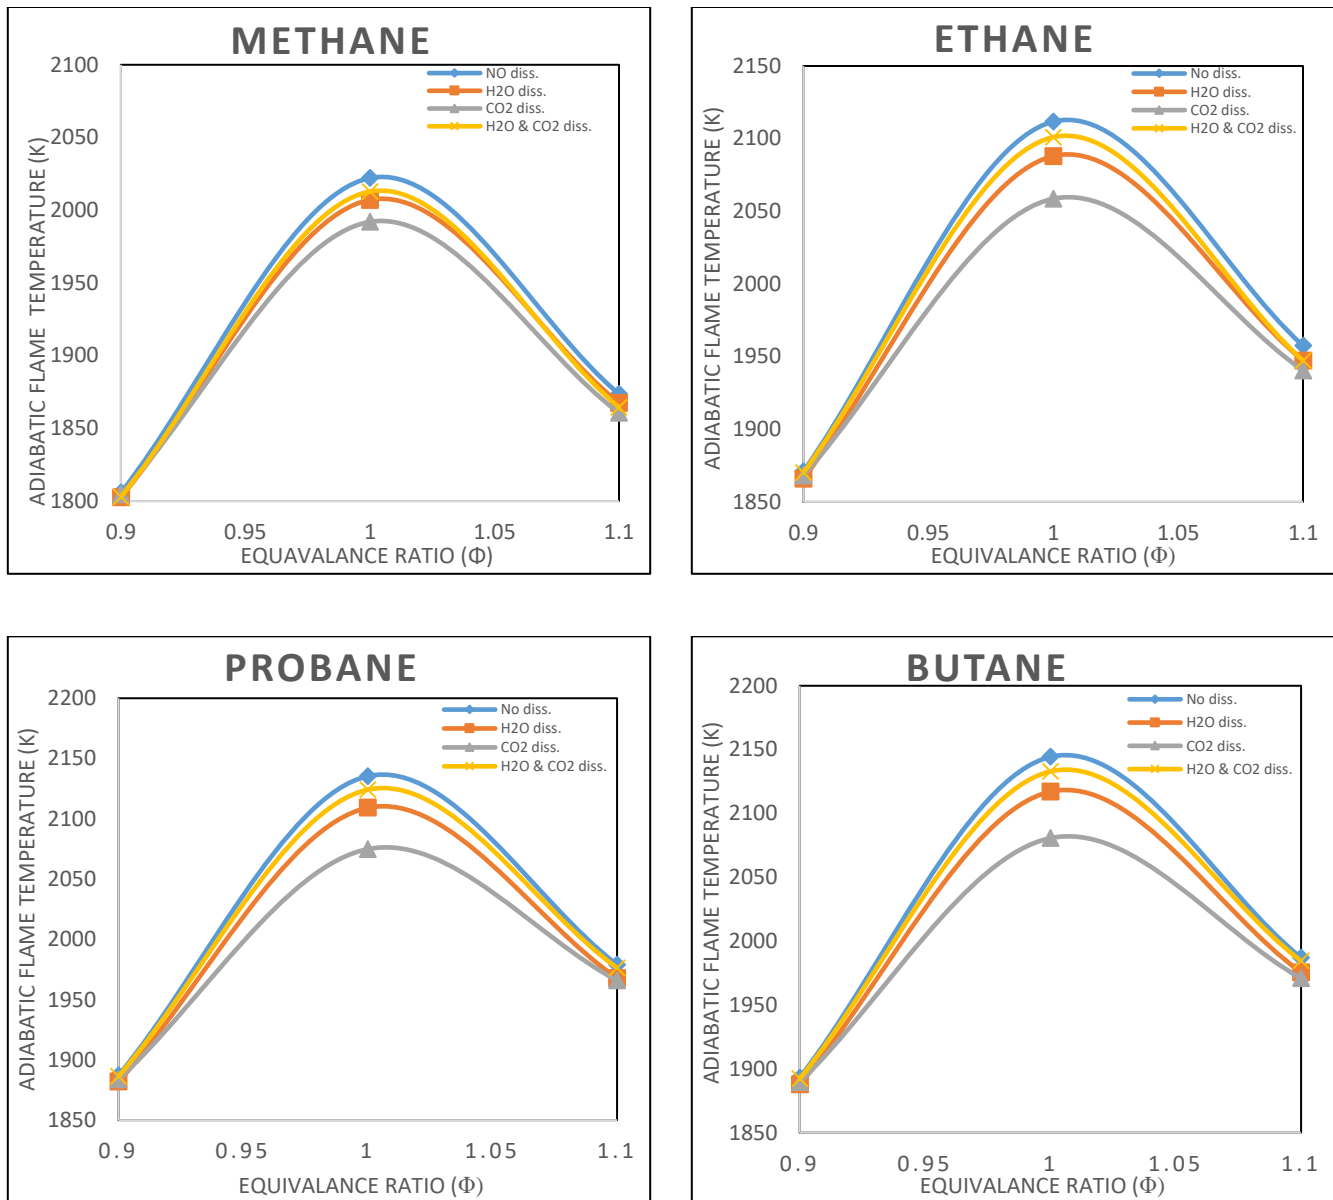 METHANE
ADIABATIC FLAME TEMPERATURE (K)
2100
2050
2000
1950
1900
1850
1800
NO diss.
H2O diss.
CO2 diss.
H2O & CO2 diss.
0.9
0.95
1
1.05
1.1
EQUAVALANCE RATIO (Φ)
ETHANE
ADIABATIC FLAME TEMPERATURE (K)
2150
2100
2050
2000
1950
1900
1850
No diss.
H2O diss.
CO2 diss.
H2O & CO2 diss.
0.9
0.95
1
1.05
1.1
EQUIVALANCE RATIO (Φ)
PROBANE
ADIABATIC FLAME TEMPERATURE (K)
2200
2150
2100
2050
2000
1950
1900
1850
No diss.
H2O diss.
CO2 diss.
H2O & CO2 diss.
0.9
0.95
1
1.05
1.1
EQUIVALANCE RATIO (Φ)
BUTANE
ADIABATIC FLAME TEMPERATURE (K)
2200
2150
2100
2050
2000
1950
1900
1850
No diss.
H2O diss.
CO2 diss.
H2O & CO2 diss.
0.9
0.95
1
1.05
1.1
EQUIVALANCE RATIO (Φ)